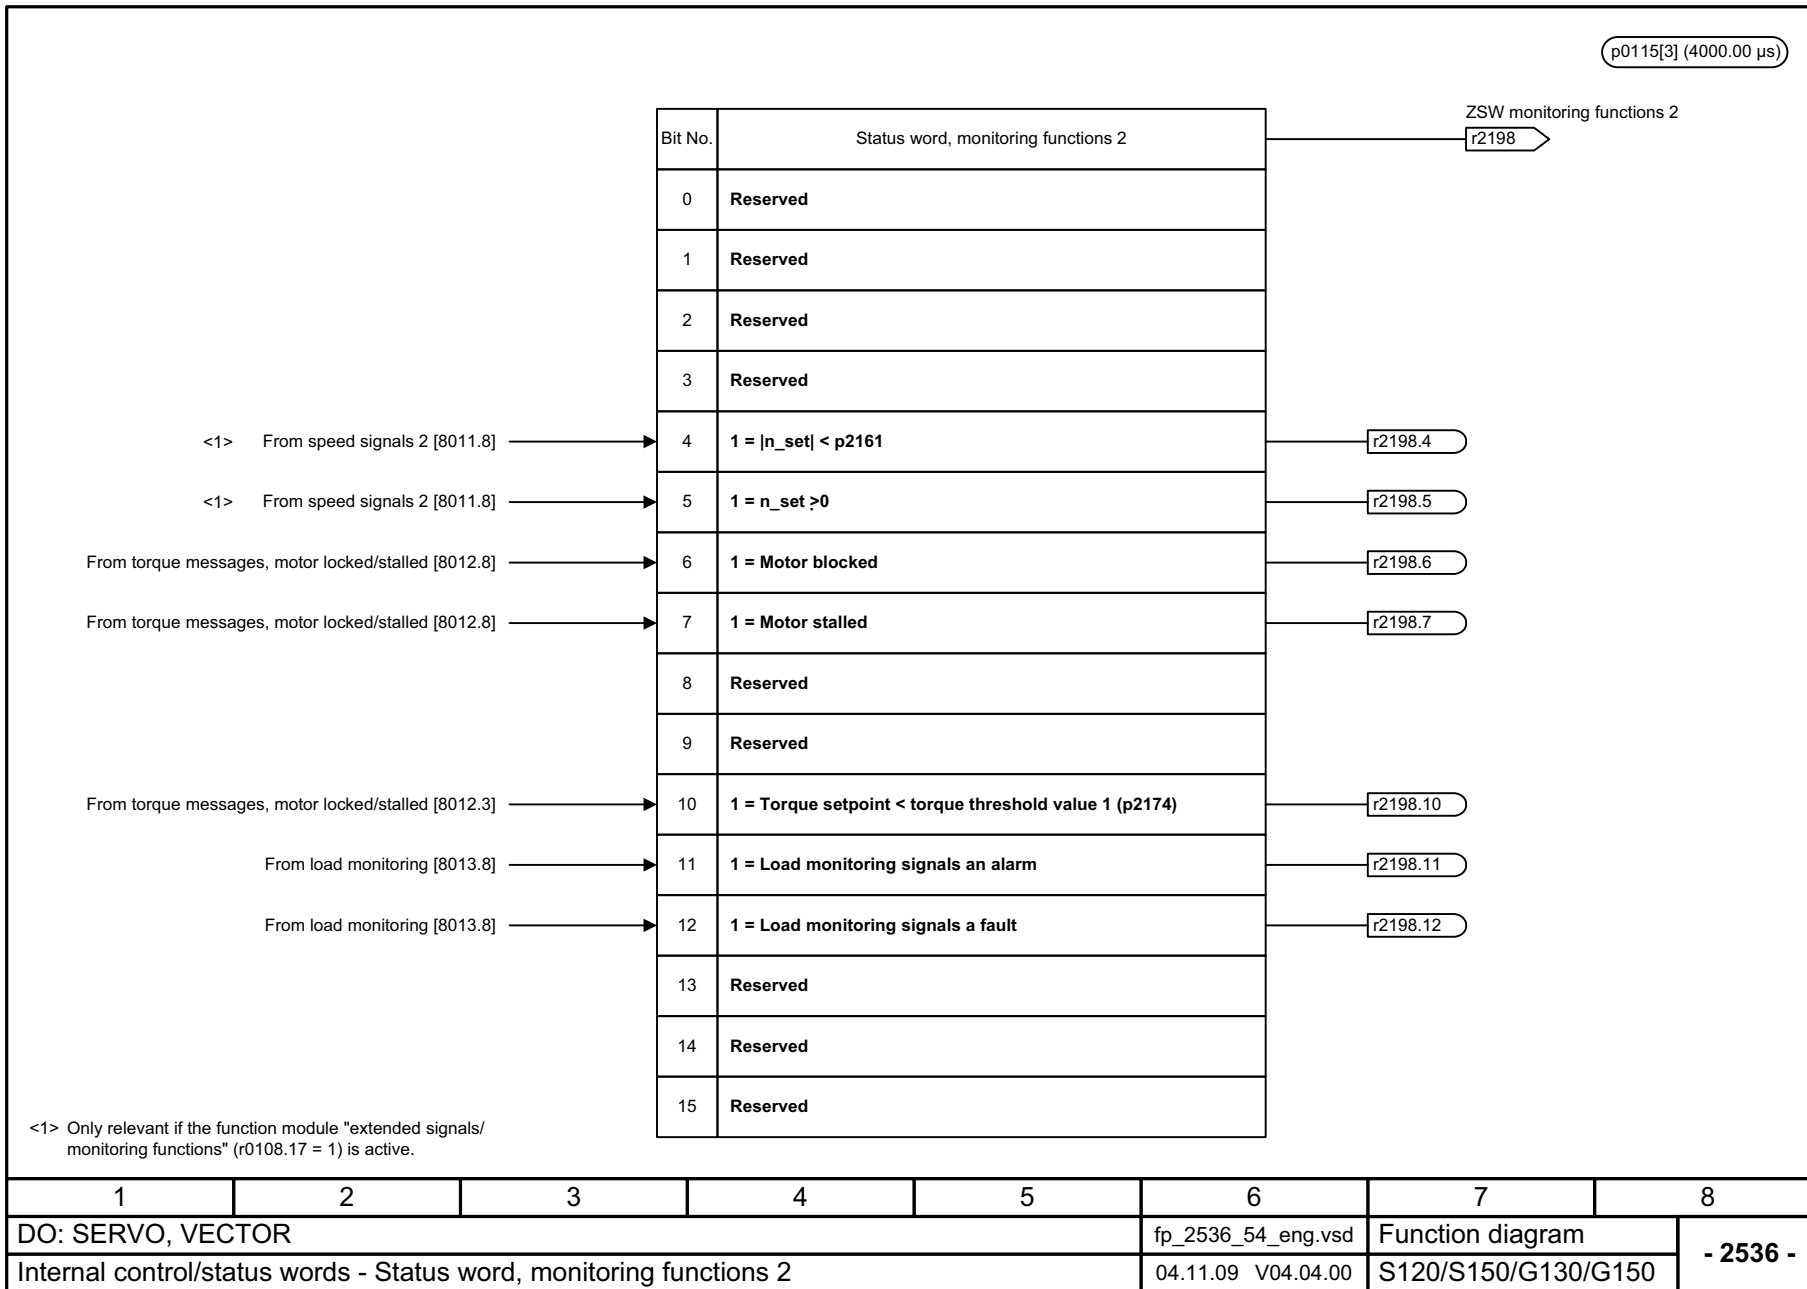 p0115[3] (4000.00 µs)
ZSW monitoring functions 2
Bit No. Status word, monitoring functions 2 r2198
0 Reserved
1 Reserved
2 Reserved
3 Reserved
<1> From speed signals 2 [8011.8] 4 1 = |n_set| < p2161 r2198.4
<1> From speed signals 2 [8011.8] 5 1 = n_set >0 r2198.5
From torque messages, motor locked/stalled [8012.8] 6 1 = Motor blocked r2198.6
From torque messages, motor locked/stalled [8012.8] 7 1 = Motor stalled r2198.7
8 Reserved
9 Reserved
From torque messages, motor locked/stalled [8012.3] 10 1 = Torque setpoint < torque threshold value 1 (p2174) r2198.10
From load monitoring [8013.8] 11 1 = Load monitoring signals an alarm r2198.11
From load monitoring [8013.8] 12 1 = Load monitoring signals a fault r2198.12
13 Reserved
14 Reserved
15 Reserved
<1> Only relevant if the function module "extended signals/
monitoring functions" (r0108.17 = 1) is active.
1 2 3 4 5 6 7 8
DO: SERVO, VECTOR fp_2536_54_eng.vsd Function diagram
- 2536 -
Internal control/status words - Status word, monitoring functions 2 04.11.09 V04.04.00 S120/S150/G130/G150